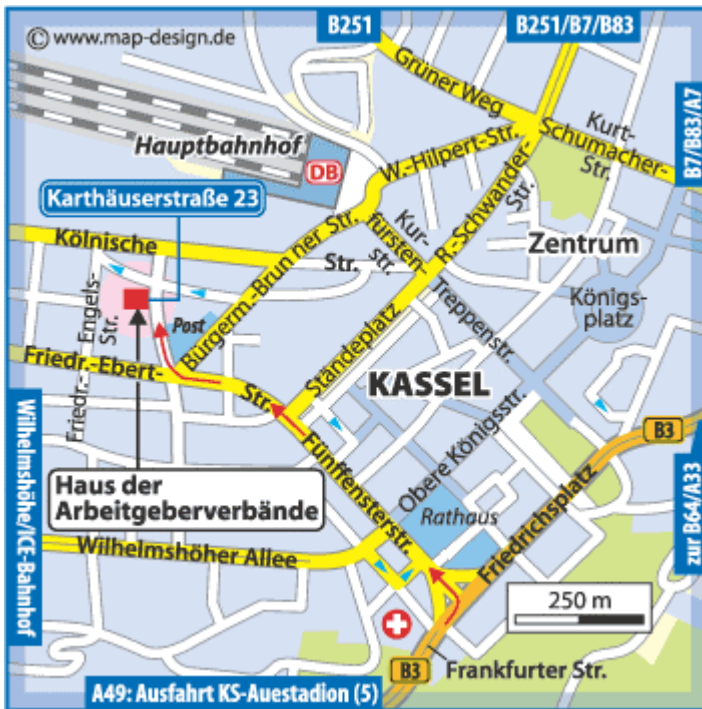 © www.map-design.de
B251
B251/B7/B83
Grüner Weg
Kurt-
Schumacher-
Str.
B7/B83/A7
Hauptbahnhof
DB
W.-Hilpert-Str.
Karthäuserstraße 23
Kölnische
Str.
Kur-
fürsten-
str.
R.-Schwander-
Str.
Zentrum
Bürgerm.-Brunner Str.
Treppenstr.
Königs-
platz
Friedr.-
Engels-
Str.
Post
Ständeplatz
Friedr.-Ebert-
Str.
KASSEL
Wilhelmshöhe/ICE-Bahnhof
Haus der
Arbeitgeberverbände
Fünffensterstr.
Obere Königsstr.
Rathaus
Friedrichsplatz
B3
zur B64/A33
Wilhelmshöher Allee
250 m
B3
Frankfurter Str.
A49: Ausfahrt KS-Auestadion (5)